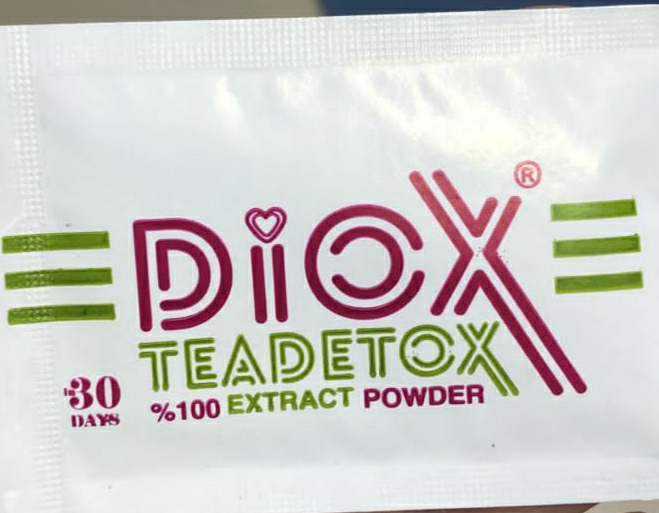 DiOX®
TEADETOX
%100 EXTRACT POWDER
30
DAYS